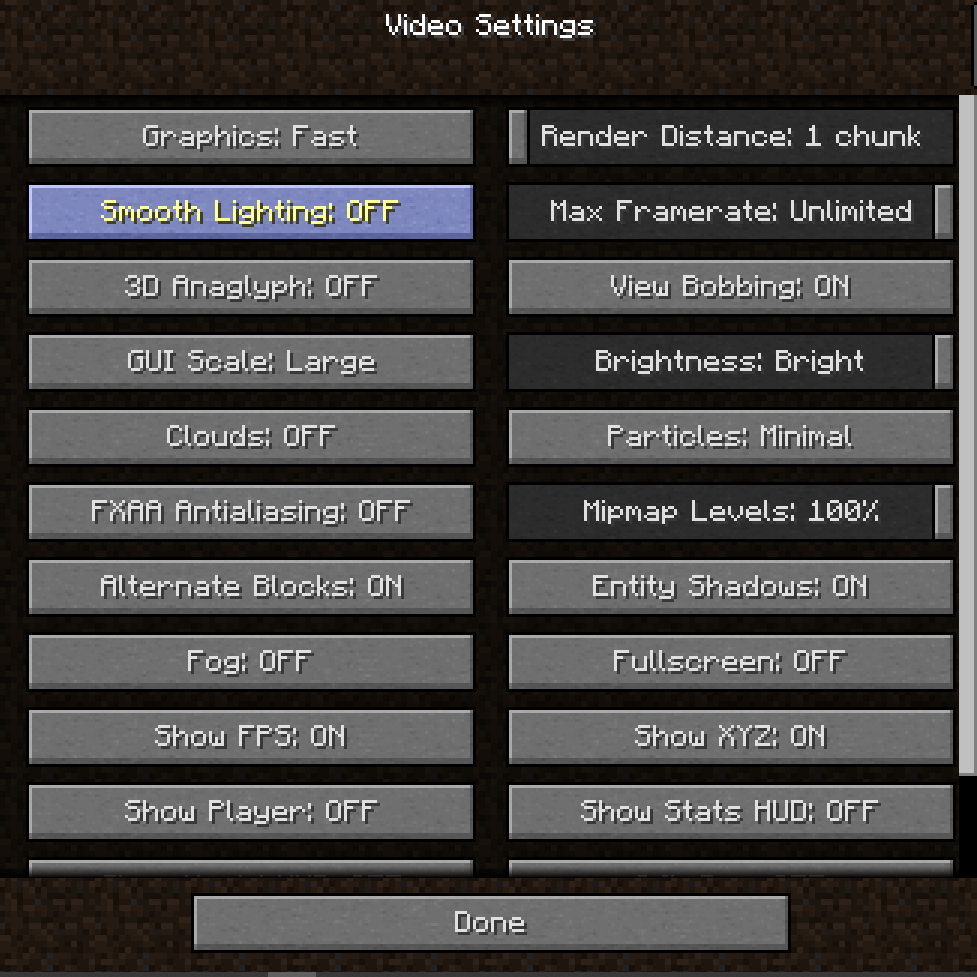 Video Settings
Graphics: Fast
Render Distance: 1 chunk
Smooth Lighting: OFF
Max Framerate: Unlimited
3D Anaglyph: OFF
View Bobbing: ON
GUI Scale: Large
Brightness: Bright
Clouds: OFF
Particles: Minimal
FXAA Antialiasing: OFF
Mipmap Levels: 100%
Alternate Blocks: ON
Entity Shadows: ON
Fog: OFF
Fullscreen: OFF
Show FPS: ON
Show XYZ: ON
Show Player: OFF
Show Stats HUD: OFF
Done